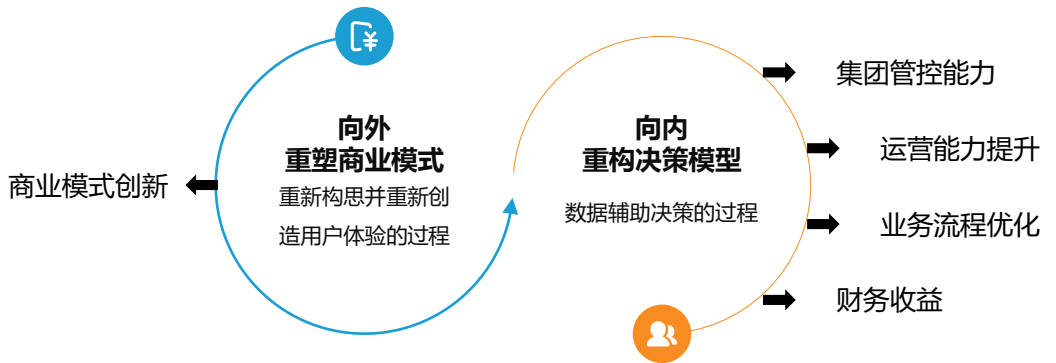 商业模式创新
向外
重塑商业模式
重新构思并重新创
造用户体验的过程
向内
重构决策模型
数据辅助决策的过程
集团管控能力
运营能力提升
业务流程优化
财务收益
¥